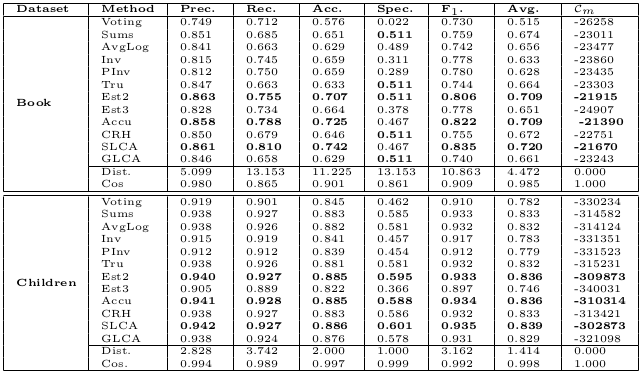 Dataset Method Prec. Rec. Acc. Spec. F1. Avg. Cm
Voting 0.749 0.712 0.576 0.022 0.730 0.515 -26258
Sums 0.851 0.685 0.651 0.511 0.759 0.674 -23011
AvgLog 0.841 0.663 0.629 0.489 0.742 0.656 -23477
Inv 0.815 0.745 0.659 0.311 0.778 0.633 -23860
PInv 0.812 0.750 0.659 0.289 0.780 0.628 -23435
Tru 0.847 0.663 0.633 0.511 0.744 0.664 -23303
Book Est2 0.863 0.755 0.707 0.511 0.806 0.709 -21915
Est3 0.828 0.734 0.664 0.378 0.778 0.651 -24907
Accu 0.858 0.788 0.725 0.467 0.822 0.709 -21390
CRH 0.850 0.679 0.646 0.511 0.755 0.672 -22751
SLCA 0.861 0.810 0.742 0.467 0.835 0.720 -21670
GLCA 0.846 0.658 0.629 0.511 0.740 0.661 -23243
Dist. 5.099 13.153 11.225 13.153 10.863 4.472 0.000
Cos 0.980 0.865 0.901 0.861 0.909 0.985 1.000
Voting 0.919 0.901 0.845 0.462 0.910 0.782 -330234
Sums 0.938 0.927 0.883 0.585 0.933 0.833 -314582
AvgLog 0.938 0.926 0.882 0.581 0.932 0.832 -314124
Inv 0.915 0.919 0.841 0.457 0.917 0.783 -331351
PInv 0.912 0.912 0.839 0.454 0.912 0.779 -331523
Tru 0.938 0.926 0.881 0.581 0.932 0.832 -315231
Children Est2 0.940 0.927 0.885 0.595 0.933 0.836 -309873
Est3 0.905 0.889 0.822 0.366 0.897 0.746 -340031
Accu 0.941 0.928 0.885 0.588 0.934 0.836 -310314
CRH 0.938 0.927 0.883 0.586 0.932 0.833 -313421
SLCA 0.942 0.927 0.886 0.601 0.935 0.839 -302873
GLCA 0.938 0.924 0.876 0.578 0.931 0.829 -321098
Dist. 2.828 3.742 2.000 1.000 3.162 1.414 0.000
Cos. 0.994 0.989 0.997 0.999 0.992 0.998 1.000